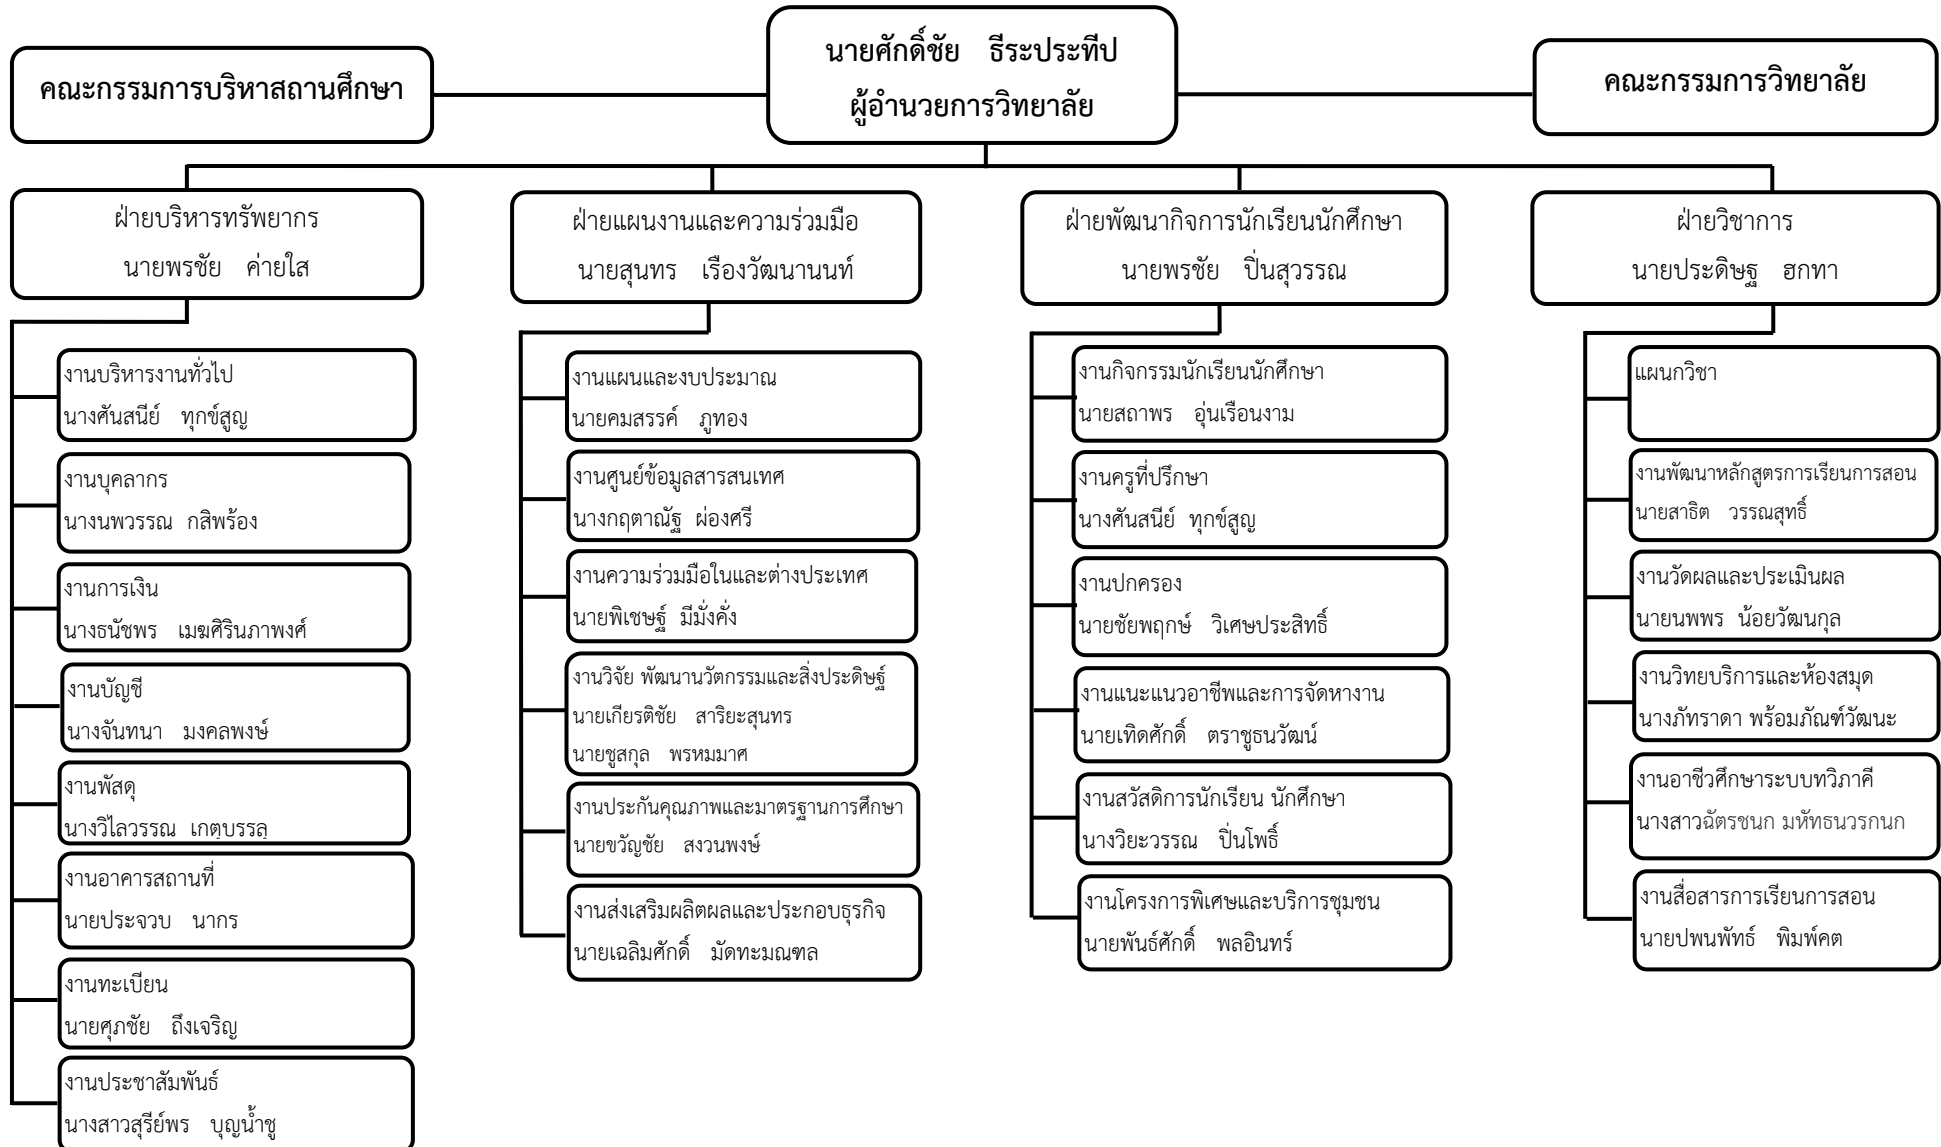 คณะกรรมการบริหาสถานศึกษา
นายศักดิ์ชัย ธีระประทีป
ผู้อำนวยการวิทยาลัย
คณะกรรมการวิทยาลัย
ฝ่ายบริหารทรัพยากร
นายพรชัย ค่ายใส
งานบริหารงานทั่วไป
นางศันสนีย์ ทุกข์สูญ
งานบุคลากร
นางนพวรรณ กสิพร้อง
งานการเงิน
นางธนัชพร เมฆศิรินภาพงศ์
งานบัญชี
นางจันทนา มงคลพงษ์
งานพัสดุ
นางวิไลวรรณ เกตุบรรลุ
งานอาคารสถานที่
นายประจวบ นากร
งานทะเบียน
นายศุภชัย ถึงเจริญ
งานประชาสัมพันธ์
นางสาวสุรีย์พร บุญน้ำชู
ฝ่ายแผนงานและความร่วมมือ
นายสุนทร เรืองวัฒนานนท์
งานแผนและงบประมาณ
นายคมสรรค์ ภูทอง
งานศูนย์ข้อมูลสารสนเทศ
นางกฤตาณัฐ ผ่องศรี
งานความร่วมมือในและต่างประเทศ
นายพิเชษฐ์ มีมั่งคั่ง
งานวิจัย พัฒนานวัตกรรมและสิ่งประดิษฐ์
นายเกียรติชัย สาริยะสุนทร
นายชูสกุล พรหมมาศ
งานประกันคุณภาพและมาตรฐานการศึกษา
นายขวัญชัย สงวนพงษ์
งานส่งเสริมผลิตผลและประกอบธุรกิจ
นายเฉลิมศักดิ์ มัดทะมณฑล
ฝ่ายพัฒนากิจการนักเรียนนักศึกษา
นายพรชัย ปิ่นสุวรรณ
งานกิจกรรมนักเรียนนักศึกษา
นายสถาพร อุ่นเรือนงาม
งานครูที่ปรึกษา
นางศันสนีย์ ทุกข์สูญ
งานปกครอง
นายชัยพฤกษ์ วิเศษประสิทธิ์
งานแนะแนวอาชีพและการจัดหางาน
นายเทิดศักดิ์ ตราชูธนวัฒน์
งานสวัสดิการนักเรียน นักศึกษา
นางวิยะวรรณ ปิ่นโพธิ์
งานโครงการพิเศษและบริการชุมชน
นายพันธ์ศักดิ์ พลอินทร์
ฝ่ายวิชาการ
นายประดิษฐ ฮกทา
แผนกวิชา
งานพัฒนาหลักสูตรการเรียนการสอน
นายสาธิต วรรณสุทธิ์
งานวัดผลและประเมินผล
นายนพพร น้อยวัฒนกุล
งานวิทยบริการและห้องสมุด
นางภัทราดา พร้อมภัณฑ์วัฒนะ
งานอาชีวศึกษาระบบทวิภาคี
นางสาวฉัตรชนก มหัทธนวรกนก
งานสื่อสารการเรียนการสอน
นายปพนพัทธ์ พิมพ์คต